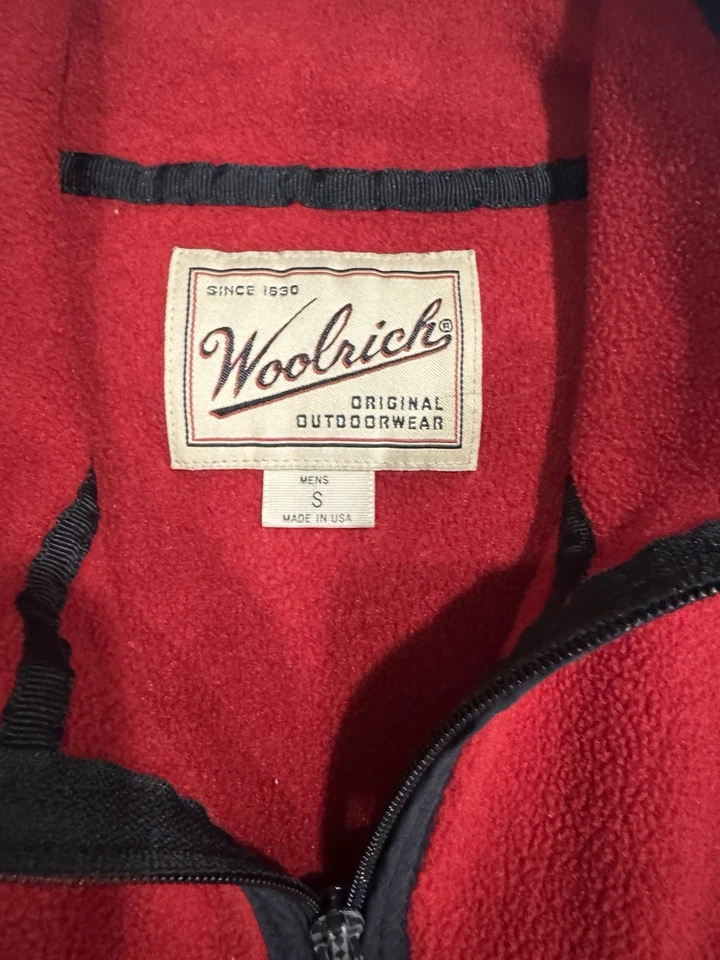 SINCE 1830
Woolrich®
ORIGINAL
OUTDOORWEAR
MENS
S
MADE IN USA